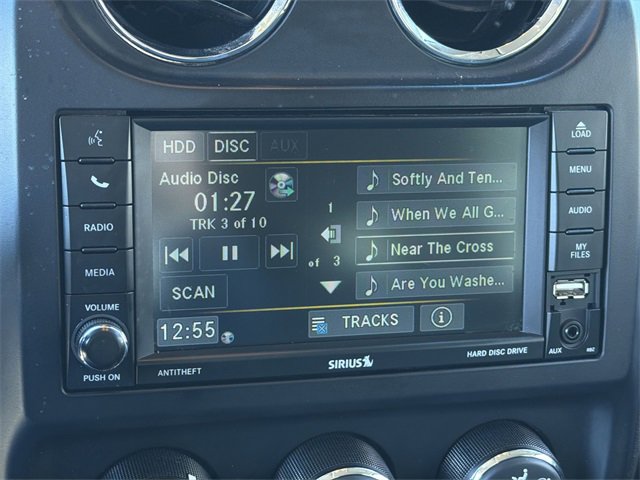 LOAD
HDD DISC AUX
MENU
Audio Disc
Softly And Ten...
01:27
TRK 3 of 10
1
When We All G...
RADIO
AUDIO
of 3
Near The Cross
MEDIA
MY
FILES
SCAN
Are You Washe...
VOLUME
12:55
TRACKS
i
PUSH ON
ANTITHEFT
SIRIUS
HARD DISC DRIVE
AUX